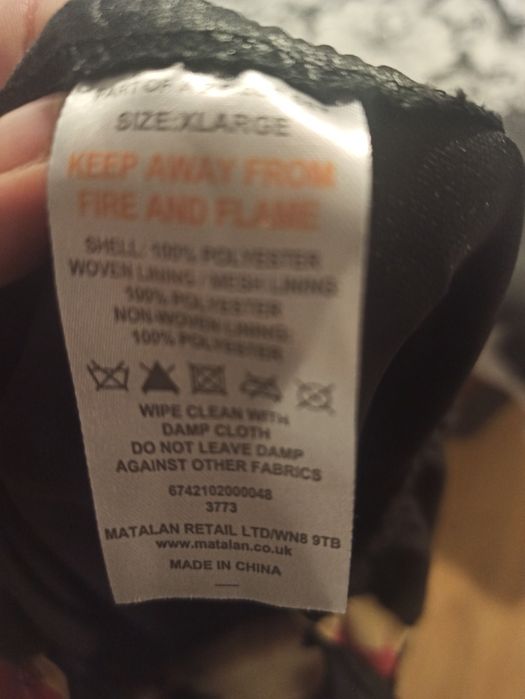 PART OF A
SIZE:XLARGE
KEEP AWAY FROM
FIRE AND FLAME
SHELL: 100% POLYESTER
WOVEN LINING / MESH LINING
100% POLYESTER
NON-WOVEN LINING:
100% POLYESTER
WIPE CLEAN WITH
DAMP CLOTH
DO NOT LEAVE DAMP
AGAINST OTHER FABRICS
6742102000048
3773
MATALAN RETAIL LTD/WN8 9TB
www.matalan.co.uk
MADE IN CHINA